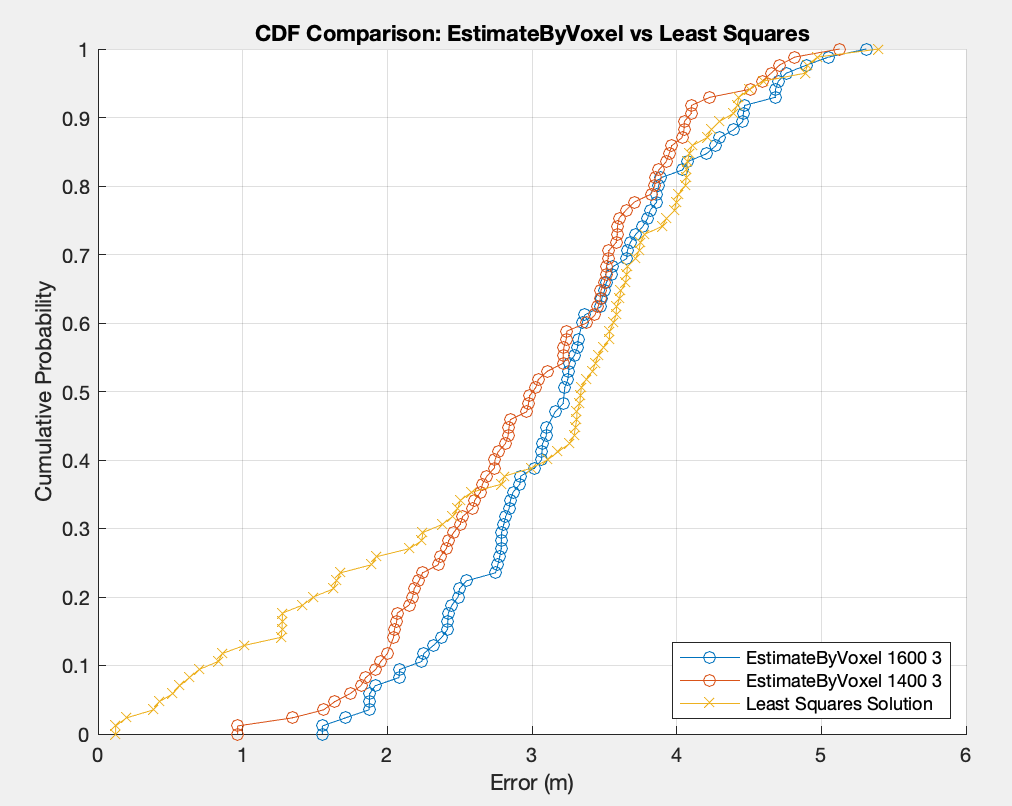 CDF Comparison: EstimateByVoxel vs Least Squares
Cumulative Probability
1
0.9
0.8
0.7
0.6
0.5
0.4
0.3
0.2
0.1
0
0 1 2 3 4 5 6
Error (m)
EstimateByVoxel 1600 3
EstimateByVoxel 1400 3
Least Squares Solution